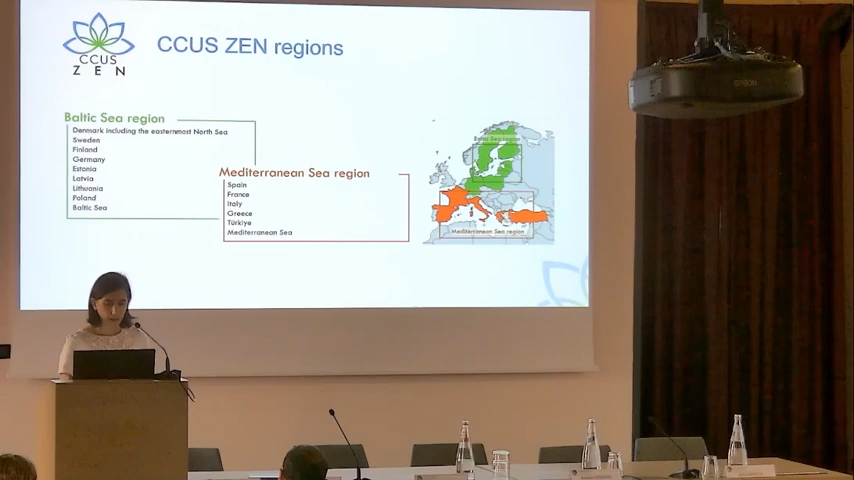 CCUS
ZEN
CCUS ZEN regions
Baltic Sea region
Denmark including the easternmost North Sea
Sweden
Finland
Germany
Estonia
Latvia
Lithuania
Poland
Baltic Sea
Mediterranean Sea region
Spain
France
Italy
Greece
Türkiye
Mediterranean Sea
Baltic Sea region
Mediterranean Sea region
EPSON